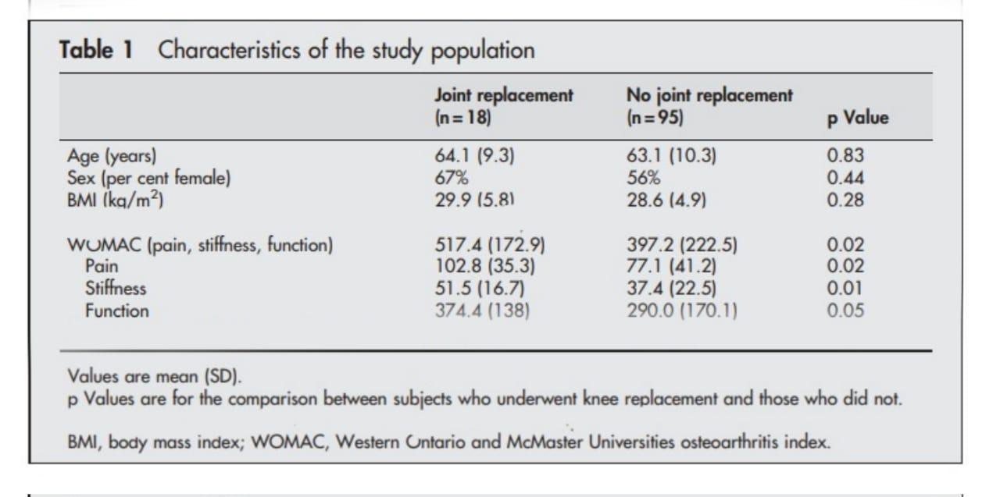 Table 1 Characteristics of the study population
Joint replacement (n = 18) No joint replacement (n = 95) p Value
Age (years) 64.1 (9.3) 63.1 (10.3) 0.83
Sex (per cent female) 67% 56% 0.44
BMI (kg/m²) 29.9 (5.8) 28.6 (4.9) 0.28
WOMAC (pain, stiffness, function) 517.4 (172.9) 397.2 (222.5) 0.02
Pain 102.8 (35.3) 77.1 (41.2) 0.02
Stiffness 51.5 (16.7) 37.4 (22.5) 0.01
Function 374.4 (138) 290.0 (170.1) 0.05
Values are mean (SD).
p Values are for the comparison between subjects who underwent knee replacement and those who did not.
BMI, body mass index; WOMAC, Western Ontario and McMaster Universities osteoarthritis index.